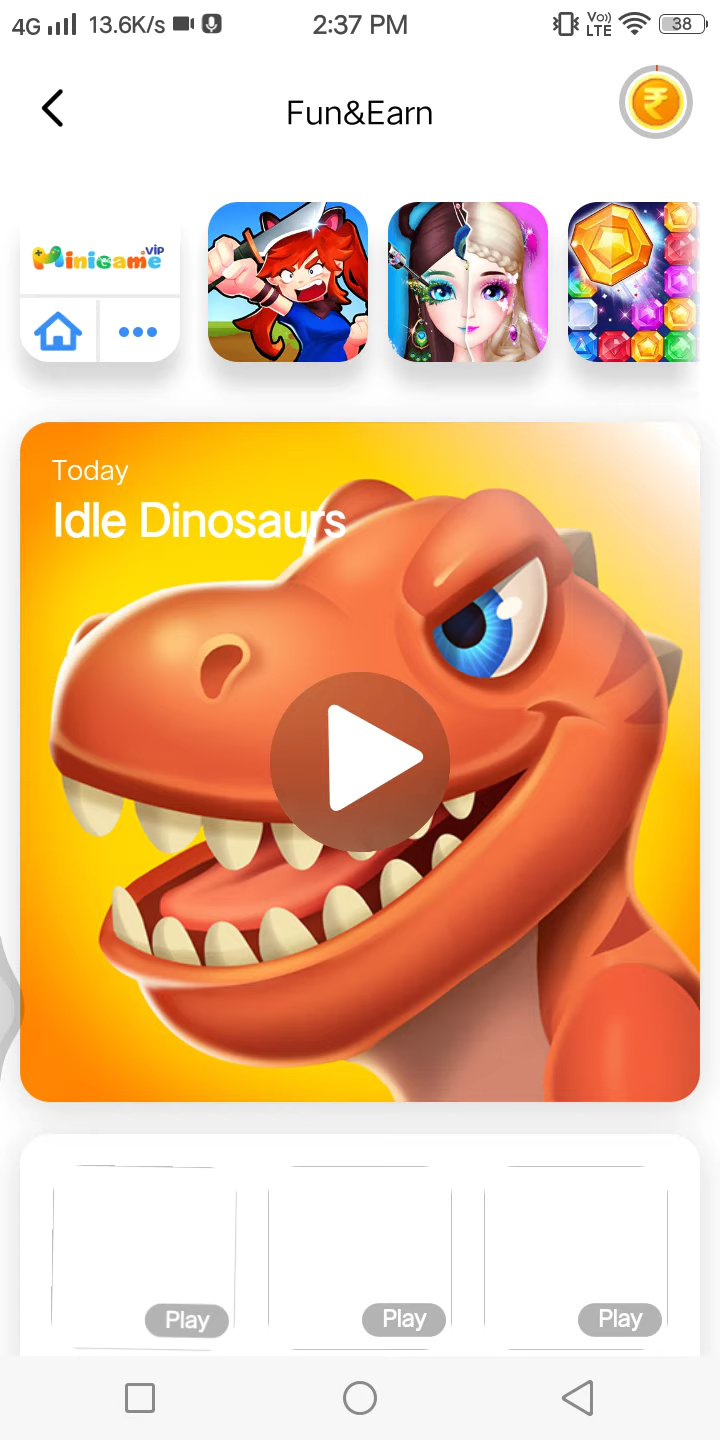 4G 13.6K/s 2:37 PM Vo) LTE 38
Fun&Earn
₹
Minigame.vip
Today
Idle Dinosaurs
Play Play Play